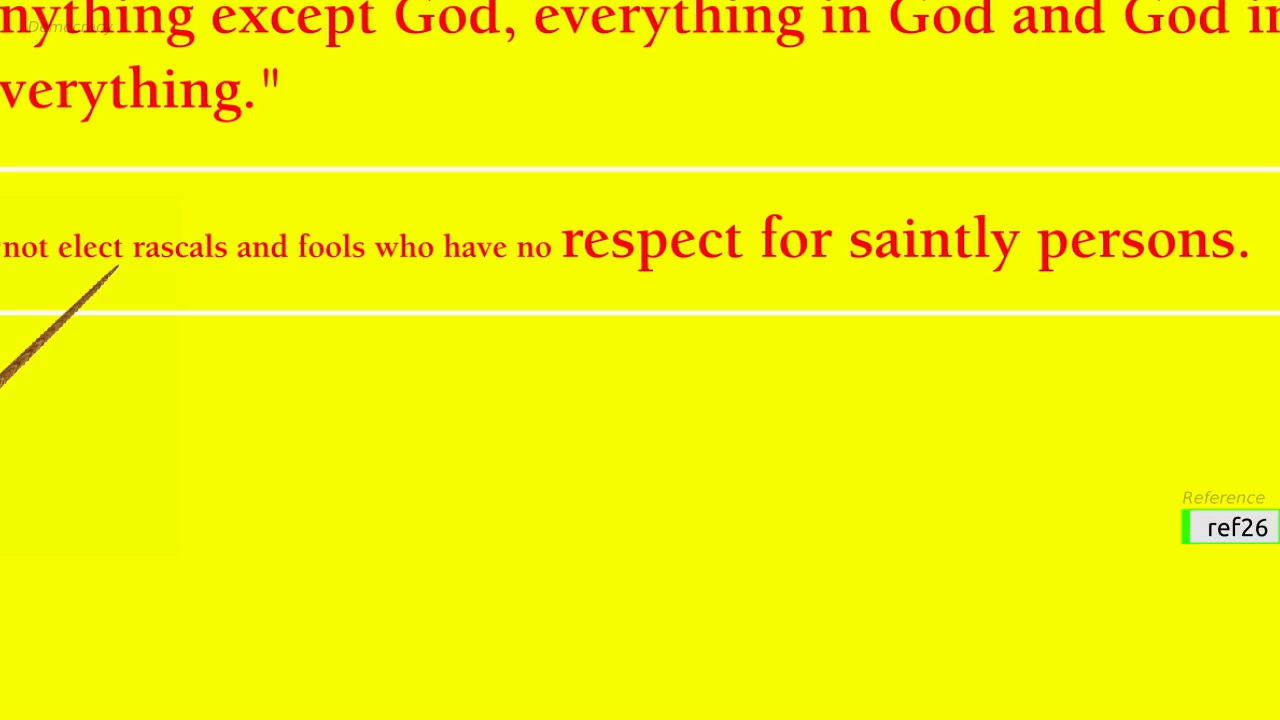 nything except God, everything in God and God in
Democracy
verything."
not elect rascals and fools who have no respect for saintly persons.
Reference
ref26